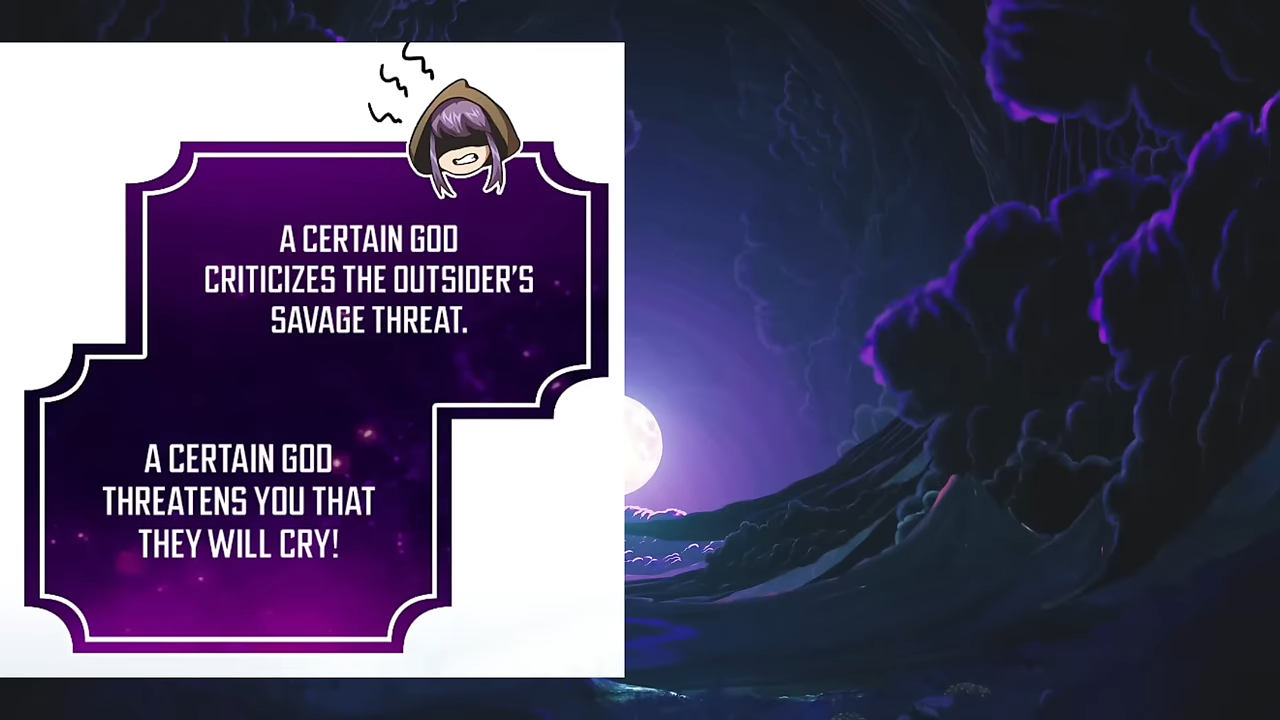 A CERTAIN GOD
CRITICIZES THE OUTSIDER'S
SAVAGE THREAT.
A CERTAIN GOD
THREATENS YOU THAT
THEY WILL CRY!